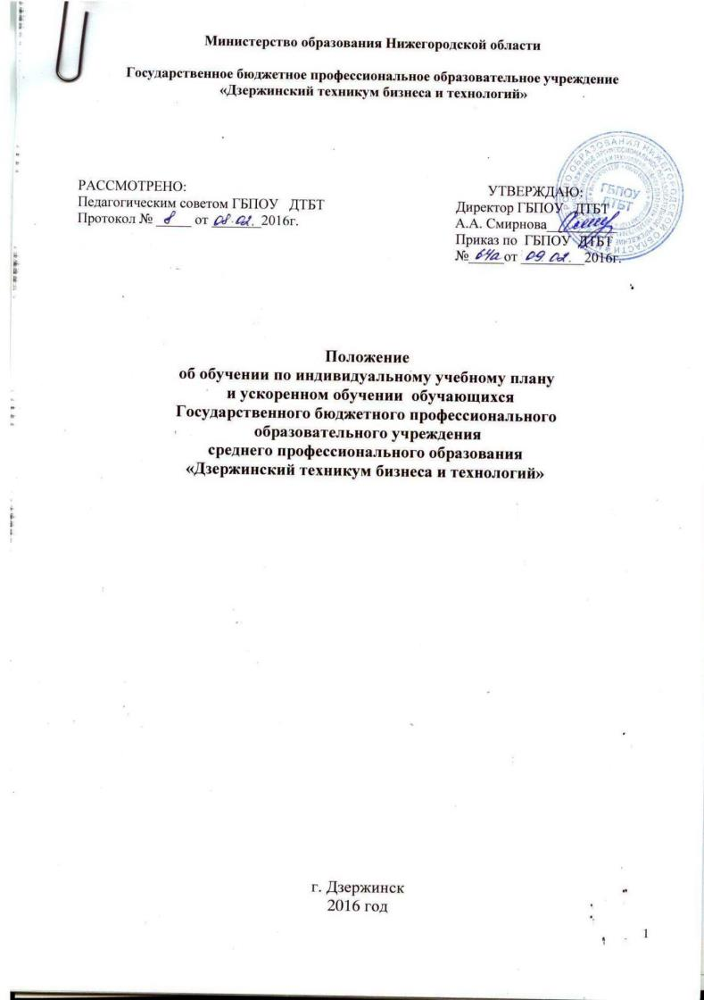 Министерство образования Нижегородской области
Государственное бюджетное профессиональное образовательное учреждение
«Дзержинский техникум бизнеса и технологий»
РАССМОТРЕНО:
Педагогическим советом ГБПОУ ДТБТ
Протокол № 8 от 08.02. 2016г.
УТВЕРЖДАЮ:
Директор ГБПОУ ДТБТ
А.А. Смирнова
Приказ по ГБПОУ ДТБТ
№ 64а от 09.02. 2016г.
ГБПОУ
ДТБТ
Положение
об обучении по индивидуальному учебному плану
и ускоренном обучении обучающихся
Государственного бюджетного профессионального
образовательного учреждения
среднего профессионального образования
«Дзержинский техникум бизнеса и технологий»
г. Дзержинск
2016 год
1